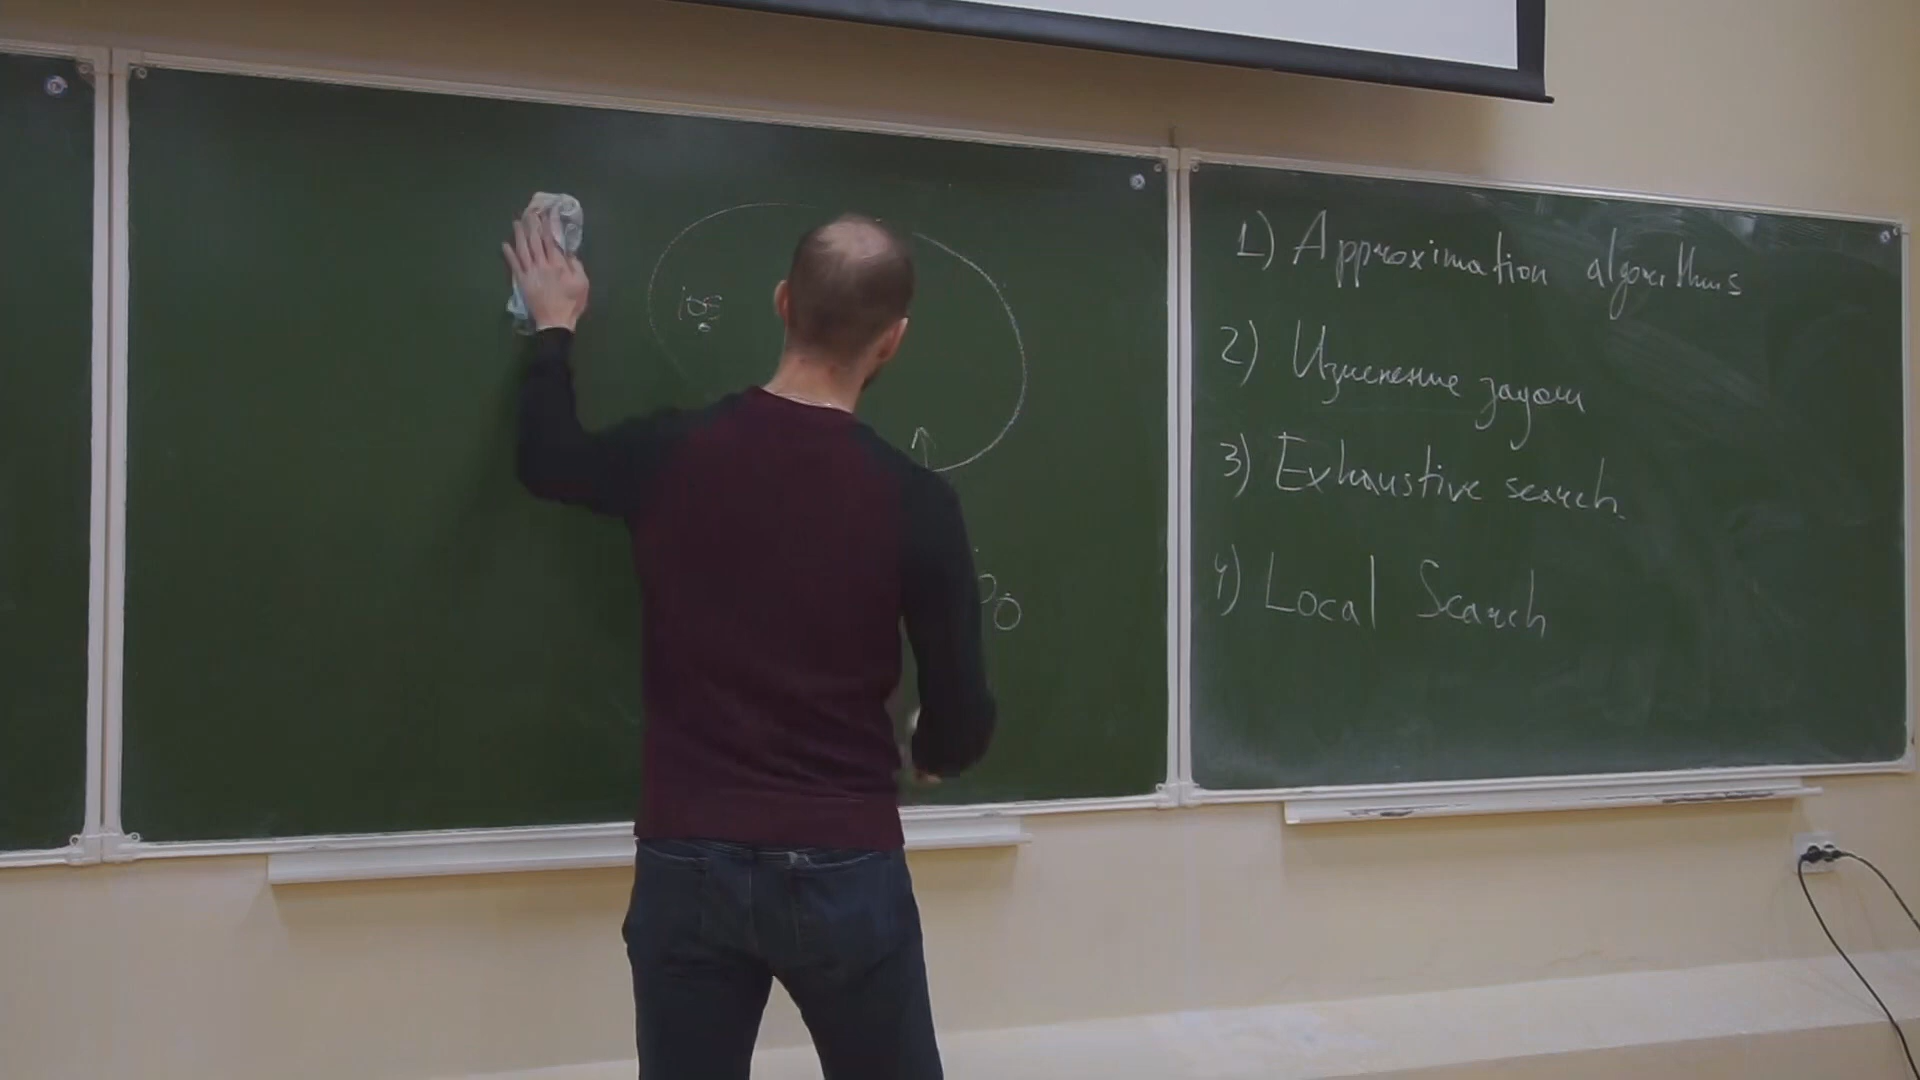 1) Approximation algorithms
2) Изменение задачи
3) Exhaustive search.
4) Local Search